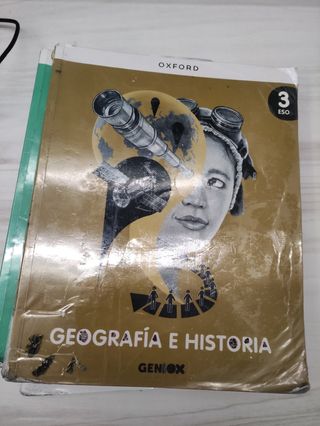 OXFORD
3
ESO
GEOGRAFÍA E HISTORIA
GENIOX